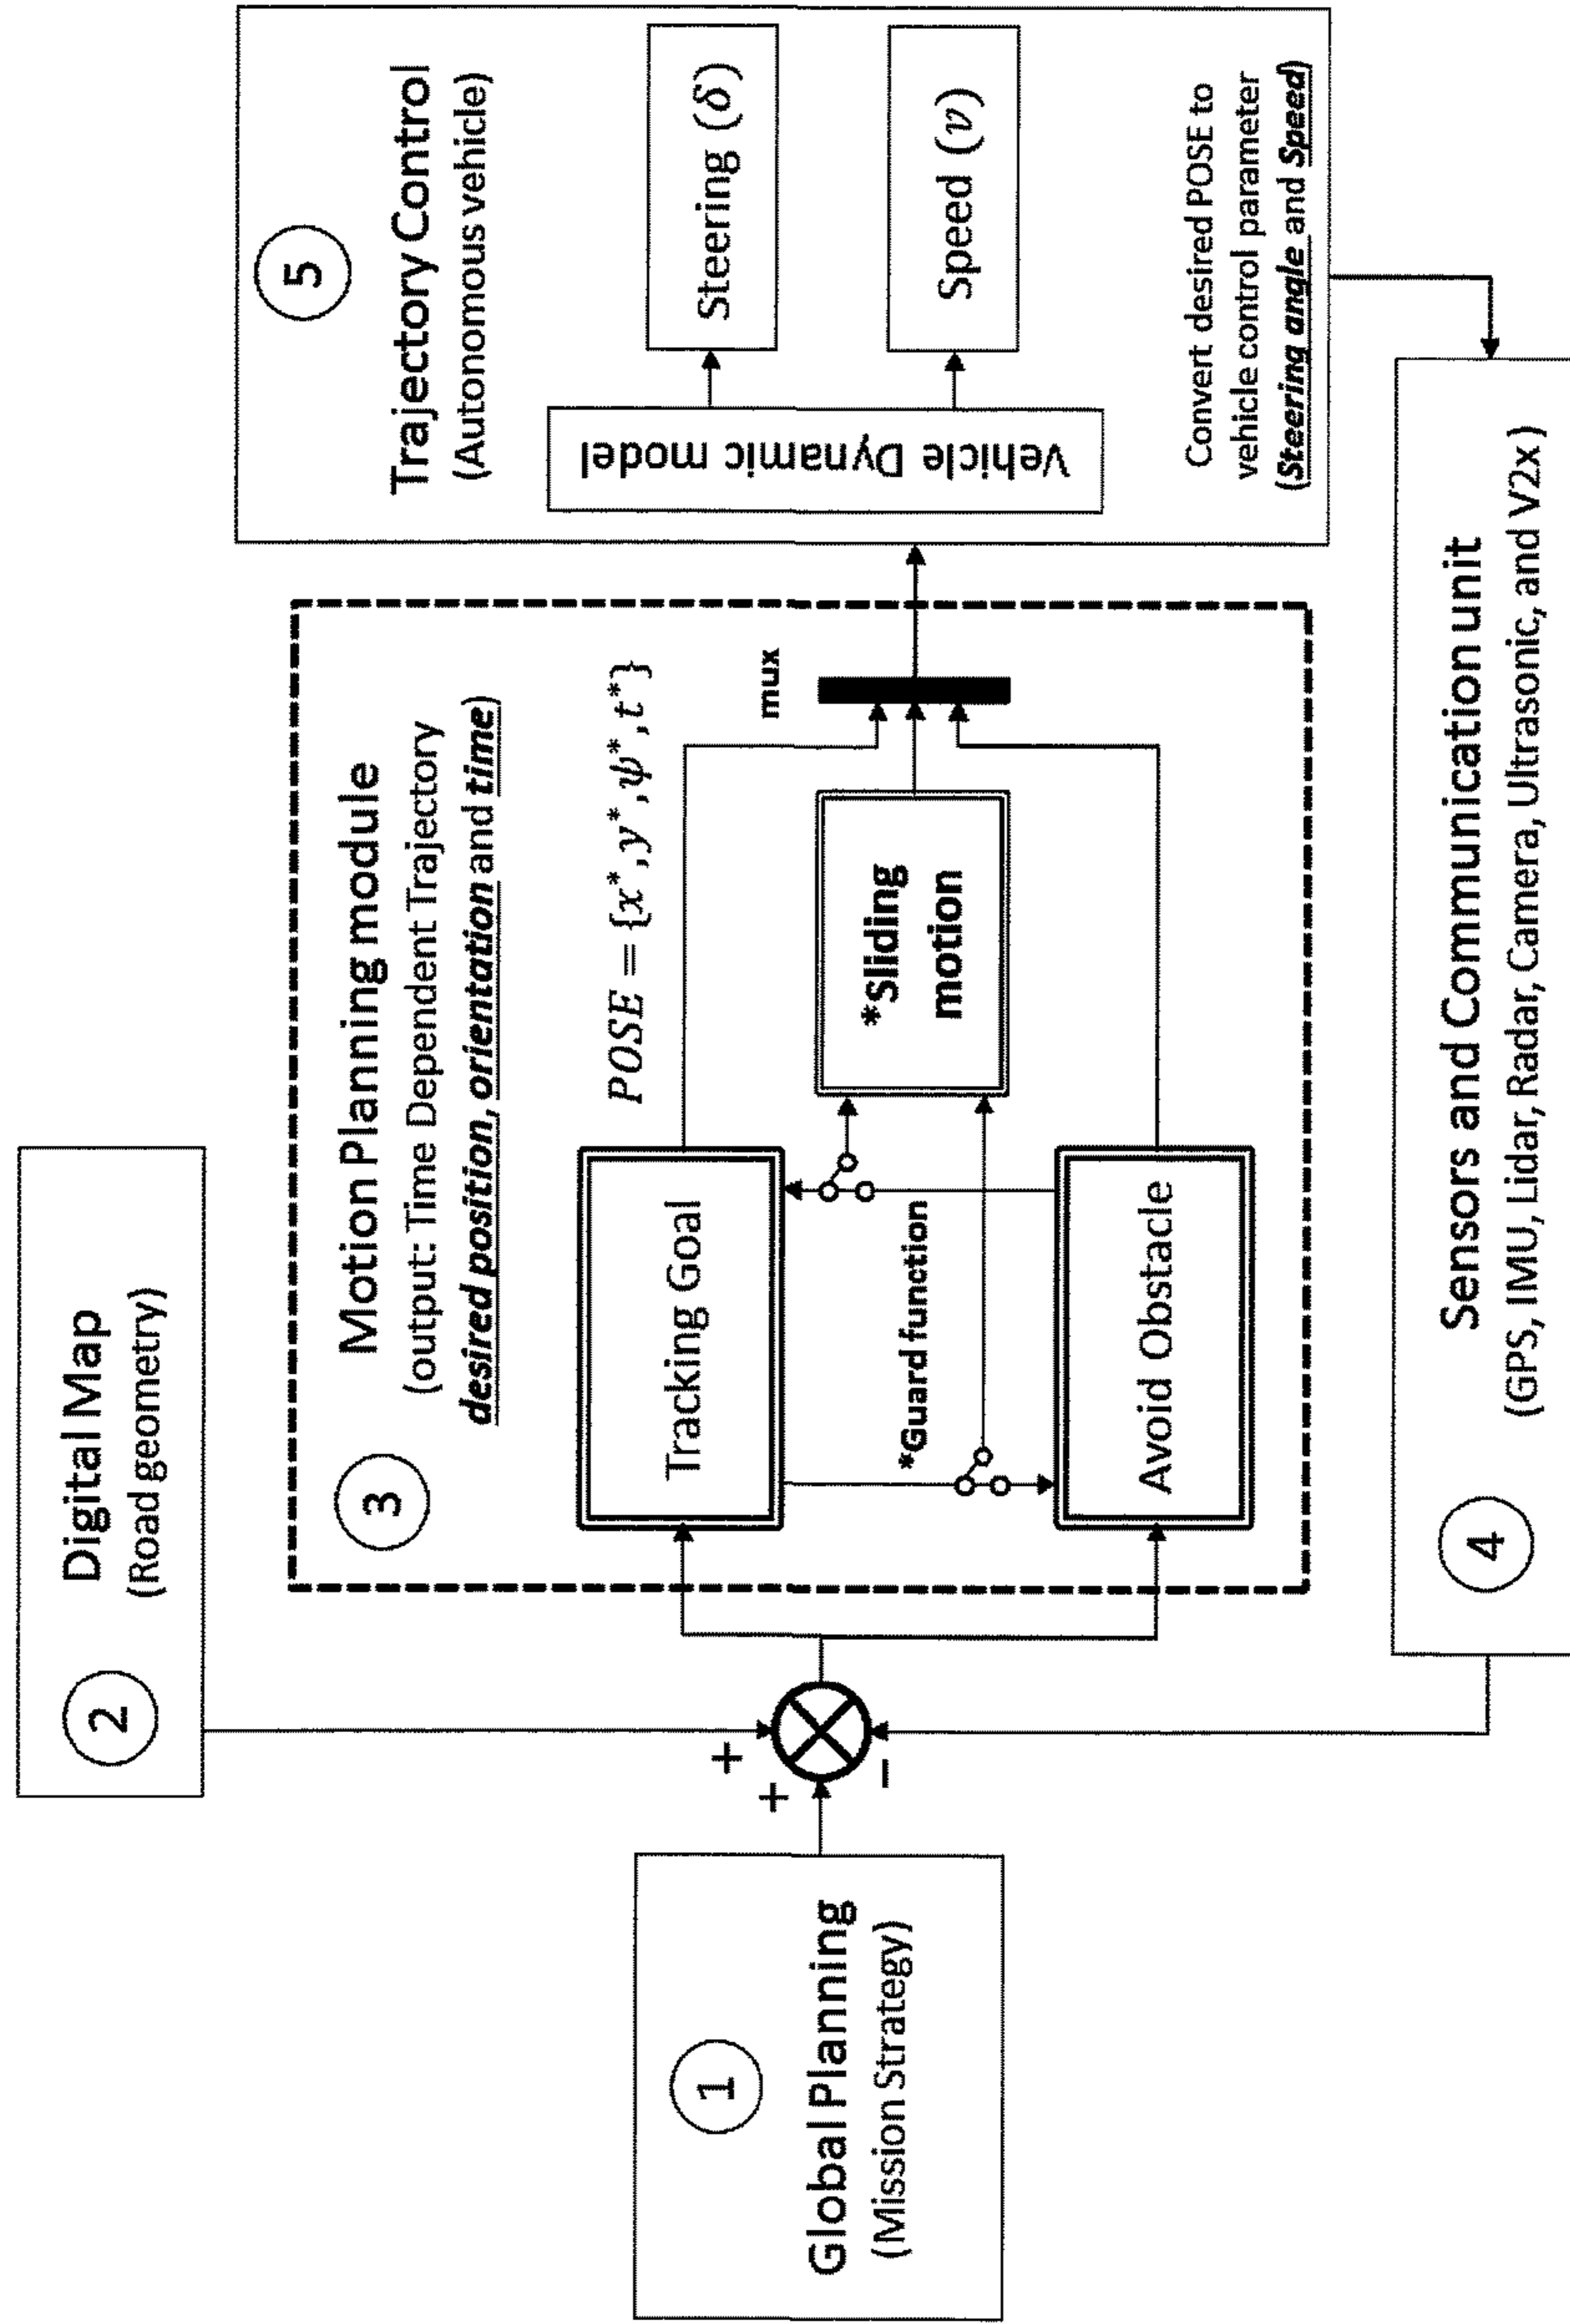 1
Global Planning
(Mission Strategy)
2
Digital Map
(Road geometry)
+
+
-
3
Motion Planning module
(output: Time Dependent Trajectory
desired position, orientation and time)
POSE = {x*, y*, ψ*, t*}
Tracking Goal
*Guard function
*Sliding
motion
Avoid Obstacle
mux
5
Trajectory Control
(Autonomous vehicle)
Vehicle Dynamic model
Steering (δ)
Speed (v)
Convert desired POSE to
vehicle control parameter
(Steering angle and Speed)
4
Sensors and Communication unit
(GPS, IMU, Lidar, Radar, Camera, Ultrasonic, and V2x)